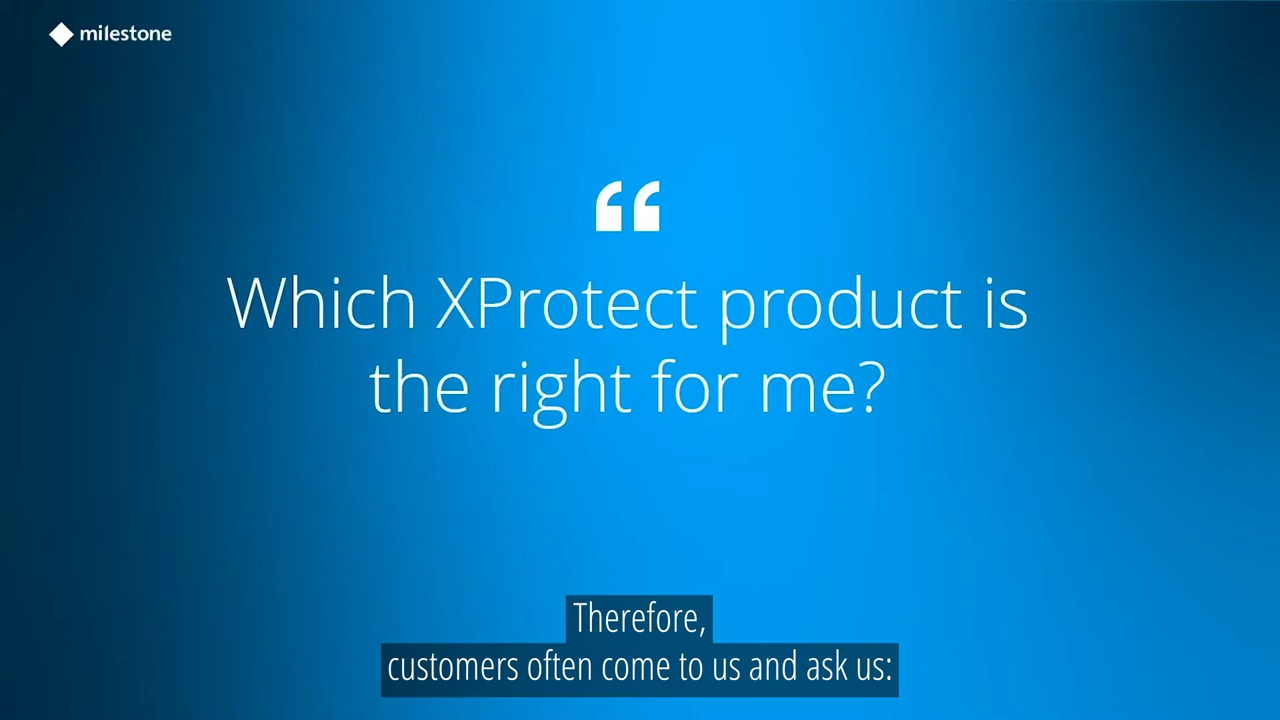 milestone
“
Which XProtect product is
the right for me?
Therefore,
customers often come to us and ask us: